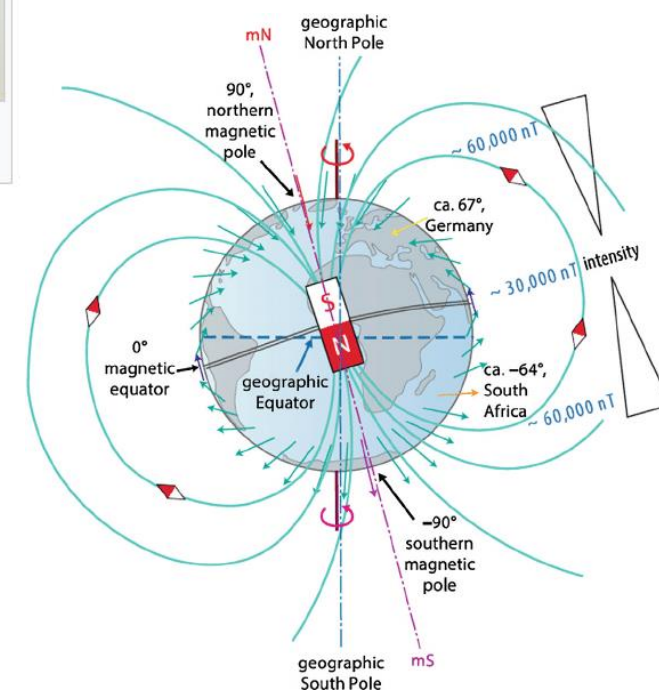 geographic
North Pole
mN
90°,
northern
magnetic
pole
~ 60,000 nT
ca. 67°,
Germany
~ 30,000 nT
intensity
S
N
0°
magnetic
equator
geographic
Equator
ca. –64°,
South
Africa
~ 60,000 nT
–90°
southern
magnetic
pole
geographic
South Pole
mS